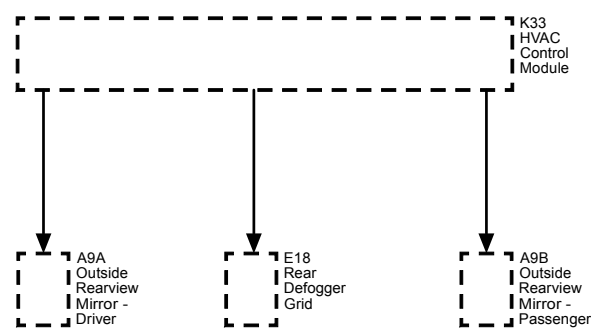 K33
HVAC
Control
Module
A9A
Outside
Rearview
Mirror -
Driver
E18
Rear
Defogger
Grid
A9B
Outside
Rearview
Mirror -
Passenger